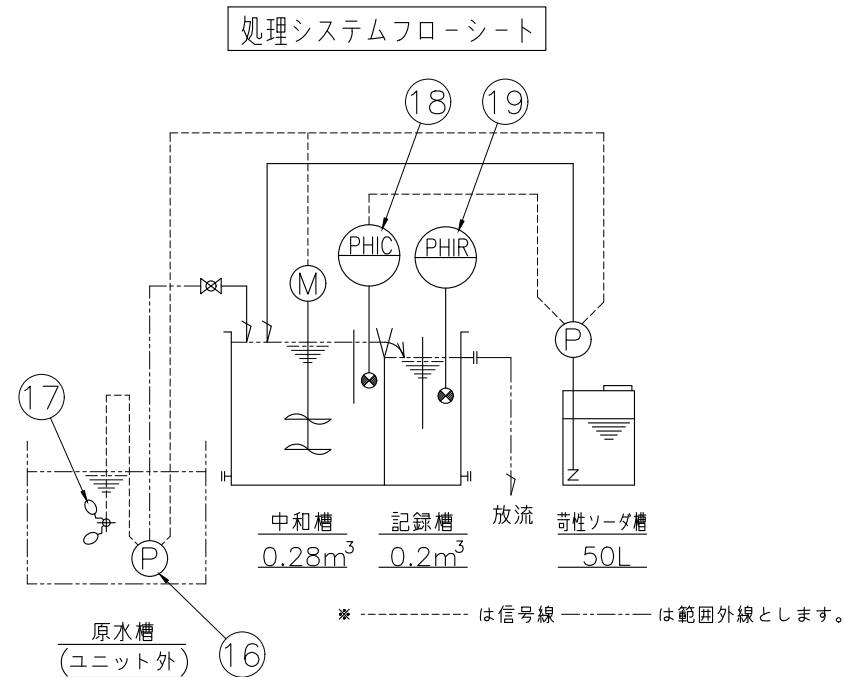 処理システムフローシート
18
19
PHIC
PHIR
M
P
17
P
中和槽
0.28m³
記録槽
0.2m³
放流
苛性ソーダ槽
50L
※ ---------- は信号線 ―--―--― は範囲外線とします。
原水槽
(ユニット外)
16